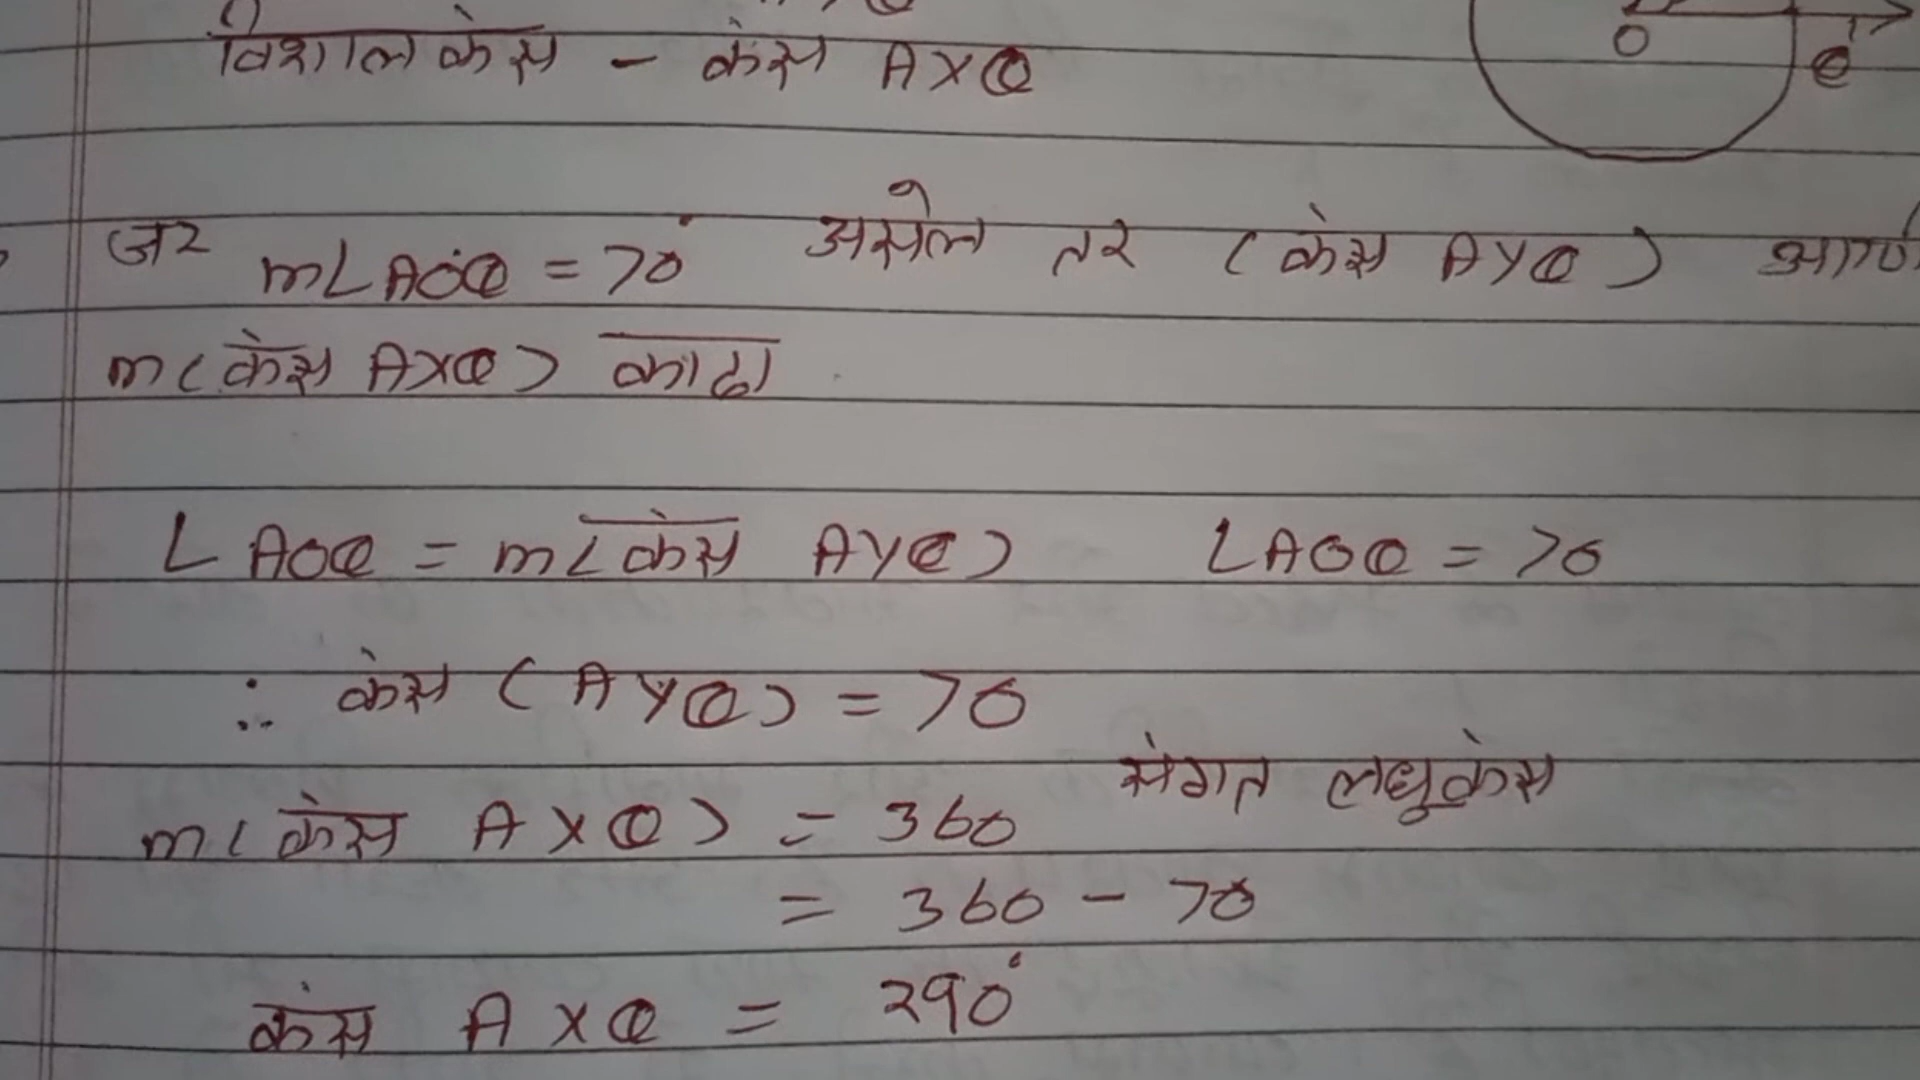 विशालकंस - कंस AXQ
O
Q
जर m∠AOQ = 70° असेल तर (कंस AYQ) आणि
m(कंस AXQ) काढा
∠AOQ = m(कंस AYQ) ∠AOQ = 70
∴ कंस (AYQ) = 70
संगत लघुकंस
m(कंस AXQ) = 360
= 360 - 70
कंस AXQ = 290°